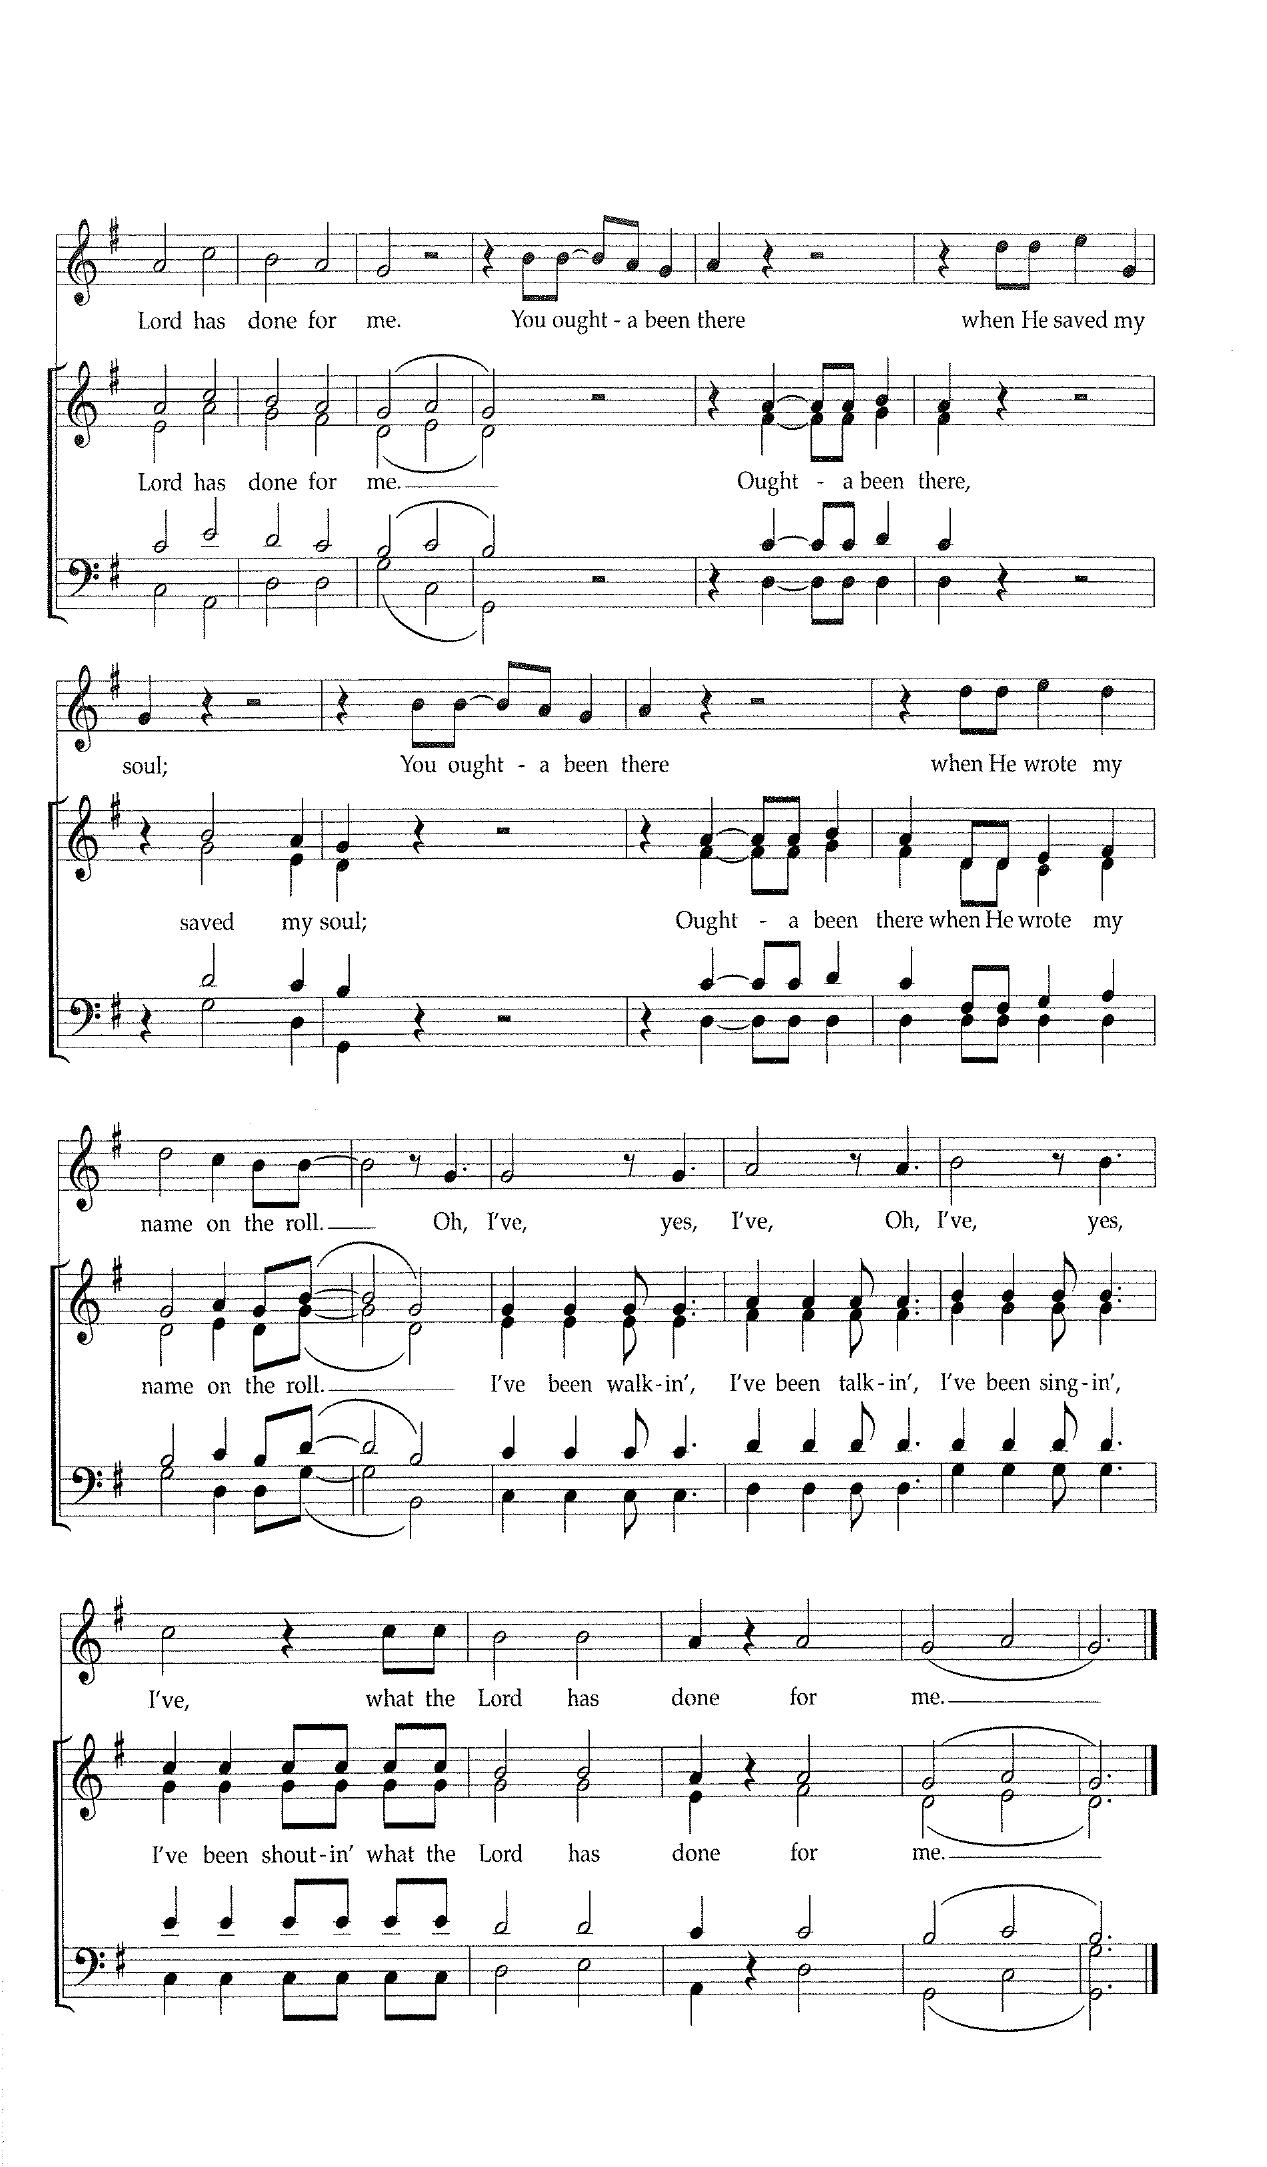 Lord has done for me. You ought - a been there when He saved my
Lord has done for me. Ought - a been there,
soul; You ought - a been there when He wrote my
saved my soul; Ought - a been there when He wrote my
name on the roll. Oh, I've, yes, I've, Oh, I've, yes,
name on the roll. I've been walk-in', I've been talk-in', I've been sing-in',
I've, what the Lord has done for me.
I've been shout-in' what the Lord has done for me.